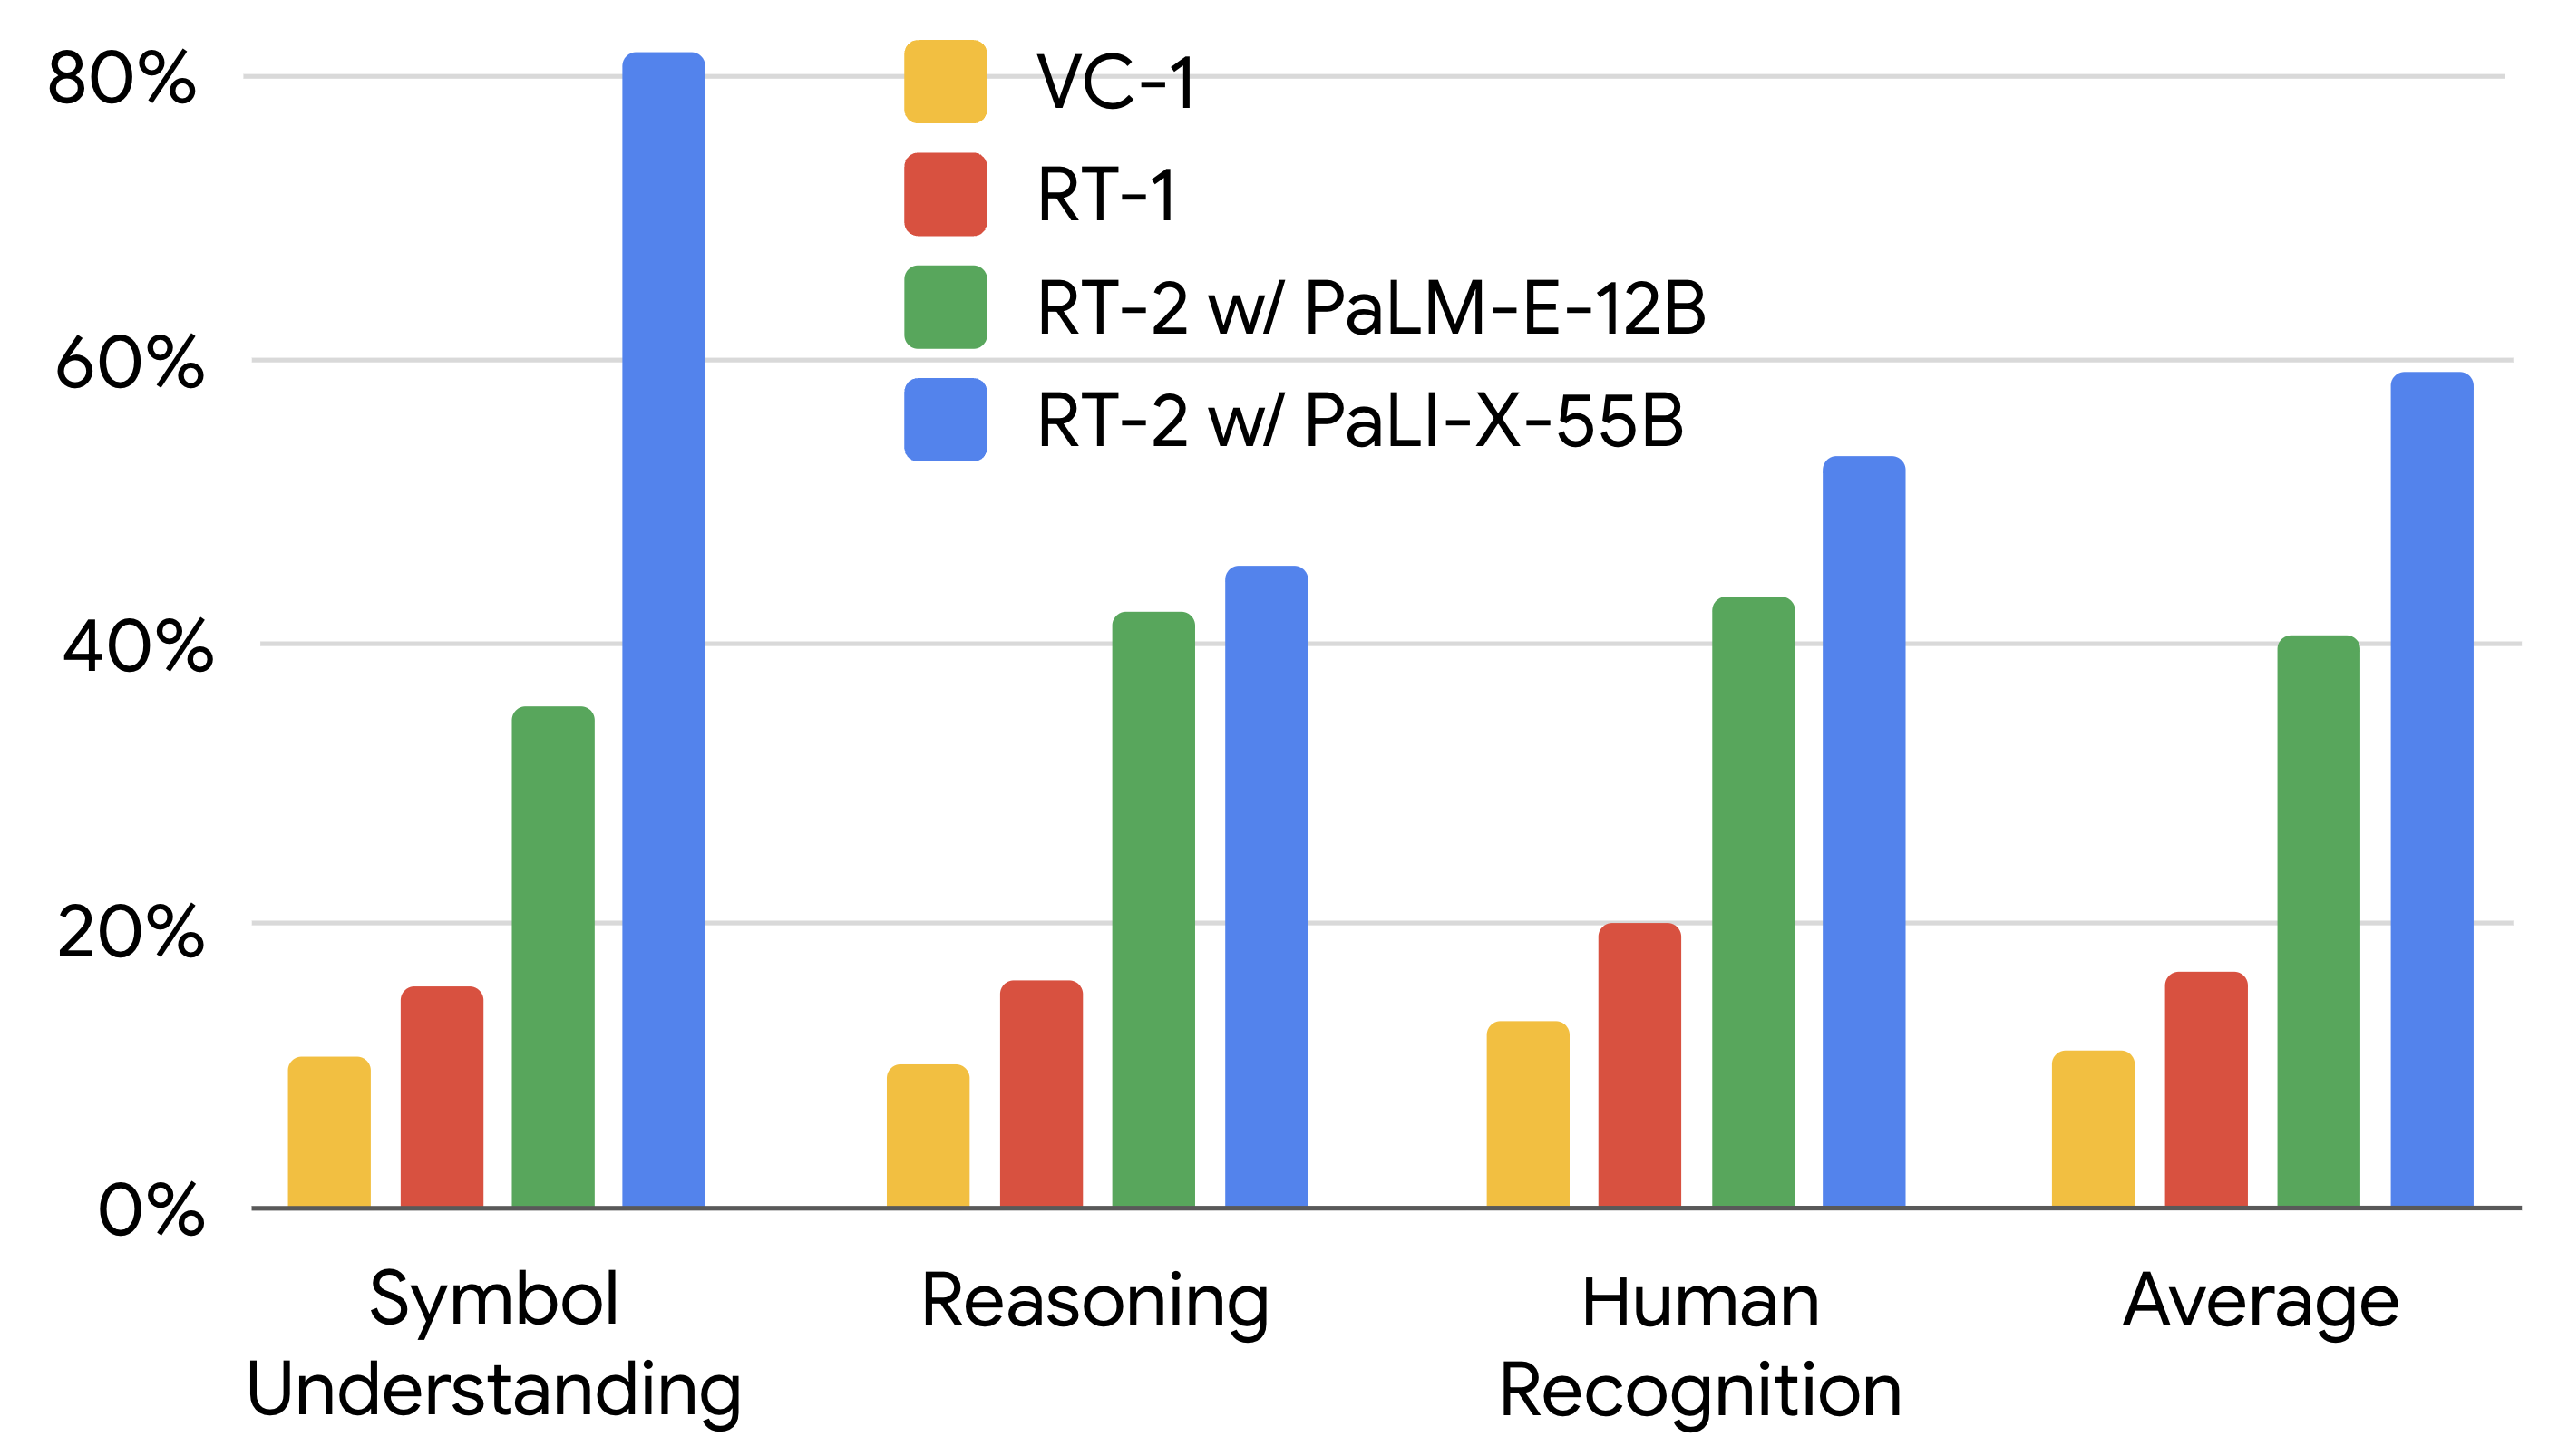 80%
60%
40%
20%
0%
VC-1
RT-1
RT-2 w/ PaLM-E-12B
RT-2 w/ PaLI-X-55B
Symbol
Understanding
Reasoning
Human
Recognition
Average